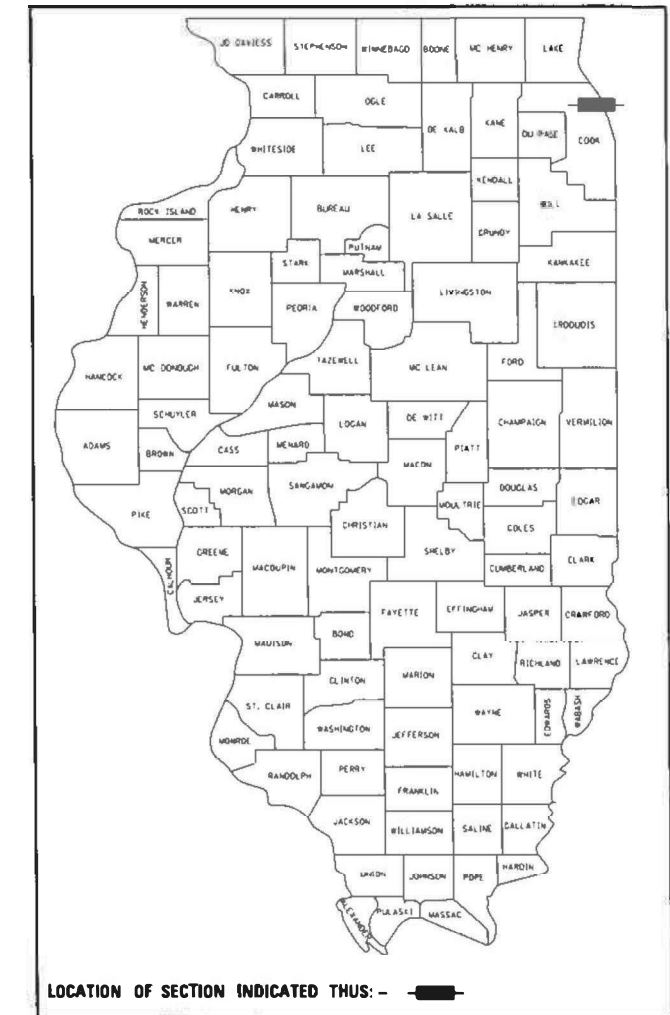 JO DAVIESS STEPHENSON WINNEBAGO BOONE MC HENRY LAKE
CARROLL OGLE DE KALB KANE DU PAGE COOK
WHITESIDE LEE
KENDALL
ROCK ISLAND HENRY BUREAU LA SALLE GRUNDY WILL
MERCER PUTNAM
STARK MARSHALL KANKAKEE
HENDERSON WARREN KNOX PEORIA WOODFORD LIVINGSTON IROQUOIS
HANCOCK MC DONOUGH FULTON TAZEWELL MC LEAN FORD
MASON
SCHUYLER LOGAN DE WITT CHAMPAIGN VERMILION
ADAMS BROWN CASS MENARD PIATT
MACON
PIKE SCOTT MORGAN SANGAMON MOULTRIE DOUGLAS EDGAR
CHRISTIAN COLES
CALHOUN GREENE MACOUPIN MONTGOMERY SHELBY CUMBERLAND CLARK
JERSEY FAYETTE EFFINGHAM JASPER CRAWFORD
MADISON BOND
CLINTON MARION CLAY RICHLAND LAWRENCE
ST. CLAIR WASHINGTON WAYNE EDWARDS WABASH
MONROE JEFFERSON
RANDOLPH PERRY HAMILTON WHITE
FRANKLIN
JACKSON WILLIAMSON SALINE GALLATIN
UNION JOHNSON POPE HARDIN
ALEXANDER PULASKI MASSAC
LOCATION OF SECTION INDICATED THUS: -